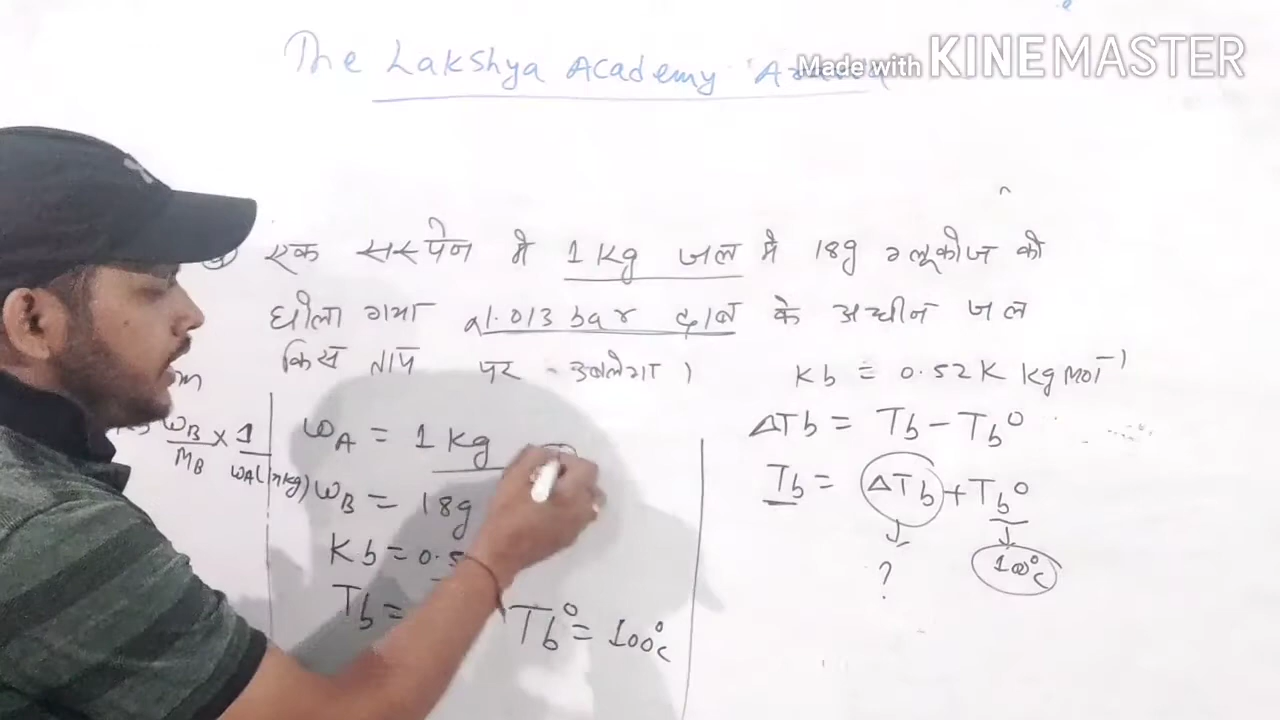 The Lakshya Academy
Made with KINEMASTER
एक सस्पेन मे 1 Kg जल मे 18g ग्लूकोज को
घोला गया 1.013 bar दाब के अधीन जल
किस ताप पर उबलेगा।
Kb = 0.52K Kg Mol⁻¹
m
WB/MB × 1/WA(in kg)
WA = 1 Kg
WB = 18g
Kb = 0.5
Tb =
Tb° = 100°c
ΔTb = Tb - Tb°
Tb = ΔTb + Tb°
?
100°c